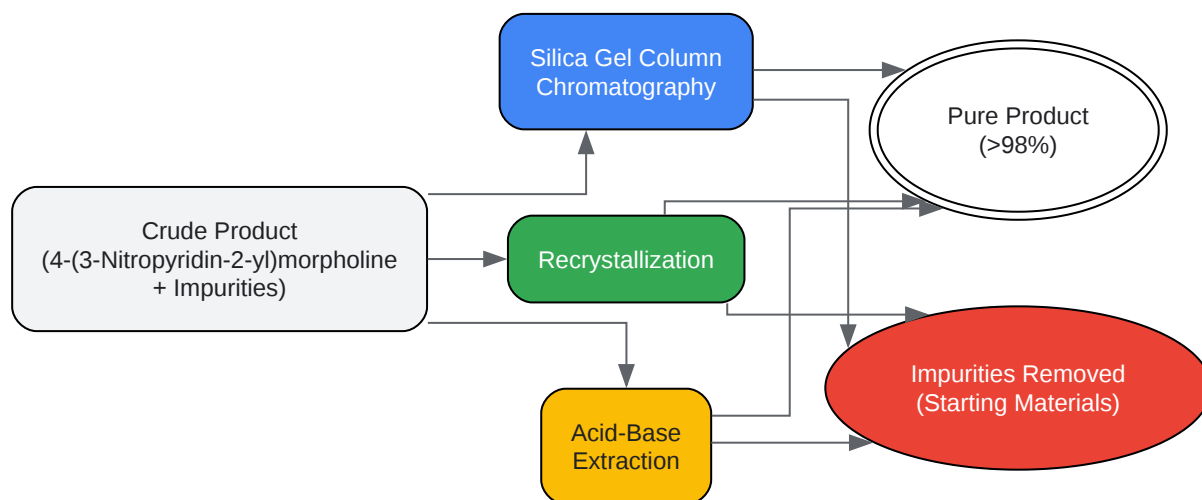 Silica Gel Column
Chromatography
Pure Product
(>98%)
Crude Product
(4-(3-Nitropyridin-2-yl)morpholine
+ Impurities)
Recrystallization
Impurities Removed
(Starting Materials)
Acid-Base
Extraction